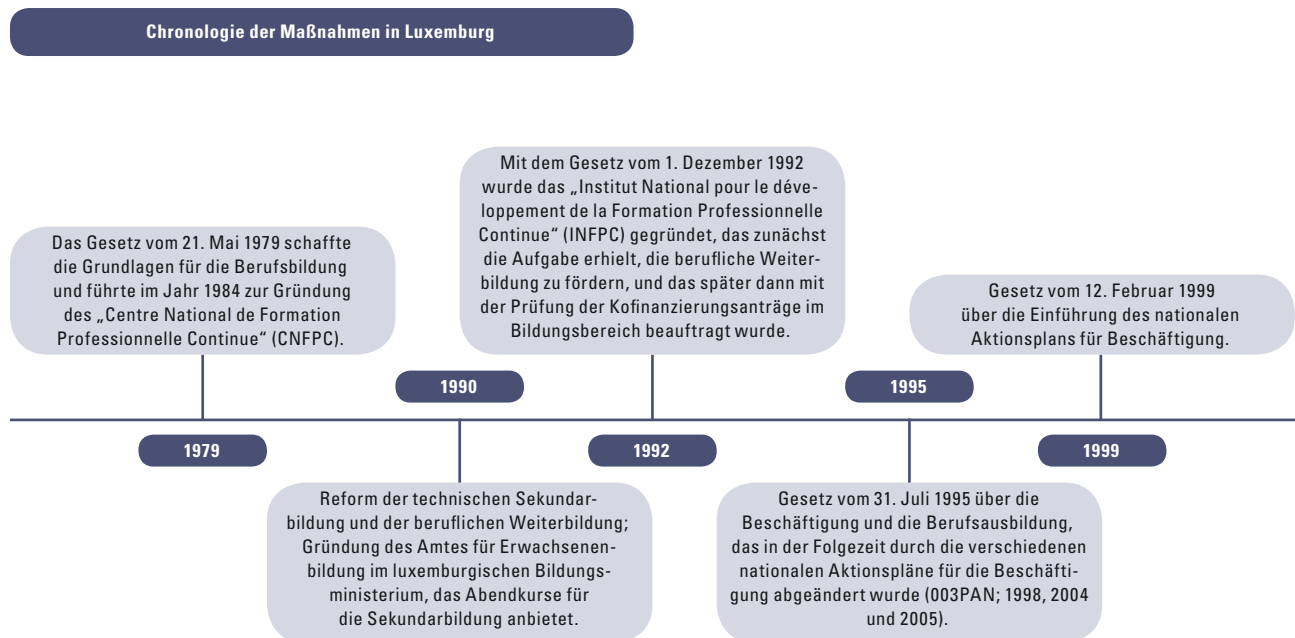 Chronologie der Maßnahmen in Luxemburg
Das Gesetz vom 21. Mai 1979 schaffte
die Grundlagen für die Berufsbildung
und führte im Jahr 1984 zur Gründung
des „Centre National de Formation
Professionnelle Continue“ (CNFPC).
1979
1990
Reform der technischen Sekundar-
bildung und der beruflichen Weiterbildung;
Gründung des Amtes für Erwachsenen-
bildung im luxemburgischen Bildungs-
ministerium, das Abendkurse für
die Sekundarbildung anbietet.
Mit dem Gesetz vom 1. Dezember 1992
wurde das „Institut National pour le déve-
loppement de la Formation Professionnelle
Continue“ (INFPC) gegründet, das zunächst
die Aufgabe erhielt, die berufliche Weiter-
bildung zu fördern, und das später dann mit
der Prüfung der Kofinanzierungsanträge im
Bildungsbereich beauftragt wurde.
1992
1995
Gesetz vom 31. Juli 1995 über die
Beschäftigung und die Berufsausbildung,
das in der Folgezeit durch die verschiedenen
nationalen Aktionspläne für die Beschäfti-
gung abgeändert wurde (003PAN; 1998, 2004
und 2005).
Gesetz vom 12. Februar 1999
über die Einführung des nationalen
Aktionsplans für Beschäftigung.
1999